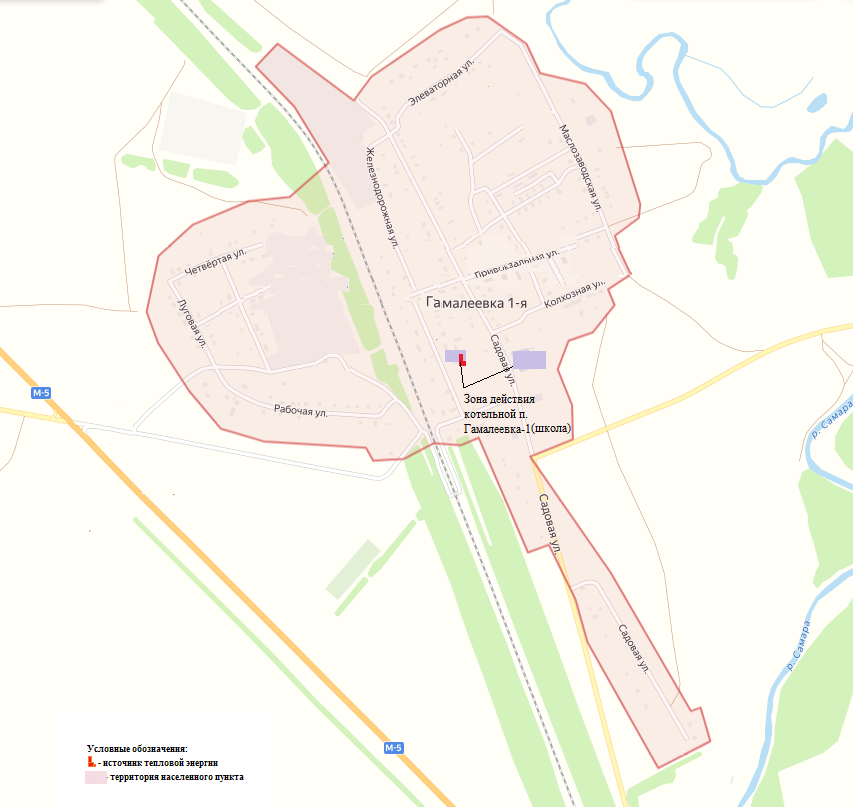 Элеваторная ул.
Маслозаводская ул.
Железнодорожная ул.
Четвёртая ул.
Привокзальная ул.
Колхозная ул.
Гамалеевка 1-я
Луговая ул.
Садовая ул.
М-5
Зона действия
котельной п.
Гамалеевка-1(школа)
Рабочая ул.
р. Самара
Садовая ул.
Садовая ул.
р. Самара
М-5
Условные обозначения:
- источник тепловой энергии
- территория населенного пункта